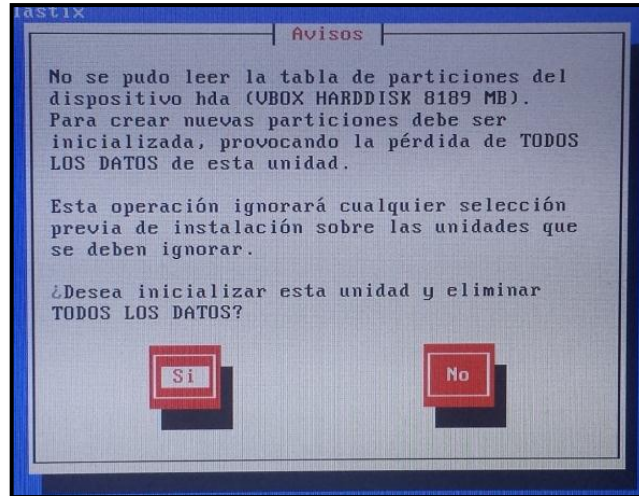 lastix
Avisos
No se pudo leer la tabla de particiones del
dispositivo hda (VBOX HARDDISK 8189 MB).
Para crear nuevas particiones debe ser
inicializada, provocando la pérdida de TODOS
LOS DATOS de esta unidad.
Esta operación ignorará cualquier selección
previa de instalación sobre las unidades que
se deben ignorar.
¿Desea inicializar esta unidad y eliminar
TODOS LOS DATOS?
Si No